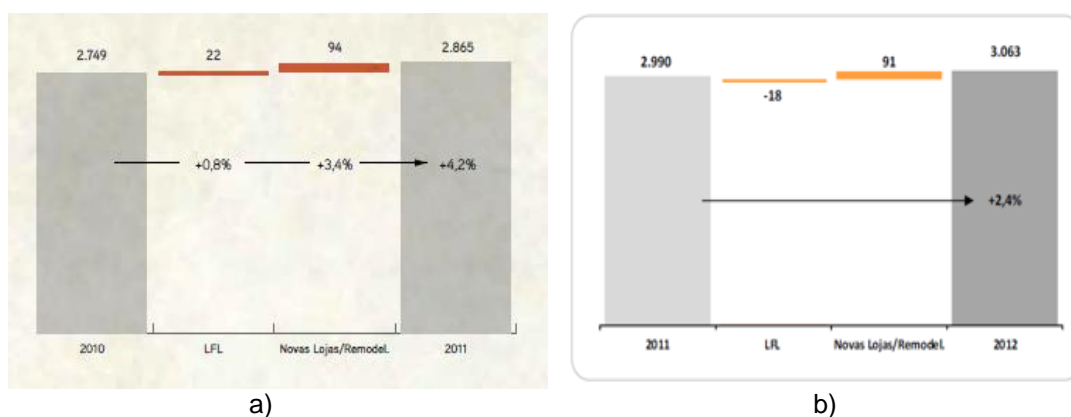 2.749 22 94 2.865
+0,8% +3,4% +4,2%
2010 LFL Novas Lojas/Remodel. 2011
a)
2.990 -18 91 3.063
+2,4%
2011 LFL Novas Lojas/Remodel. 2012
b)